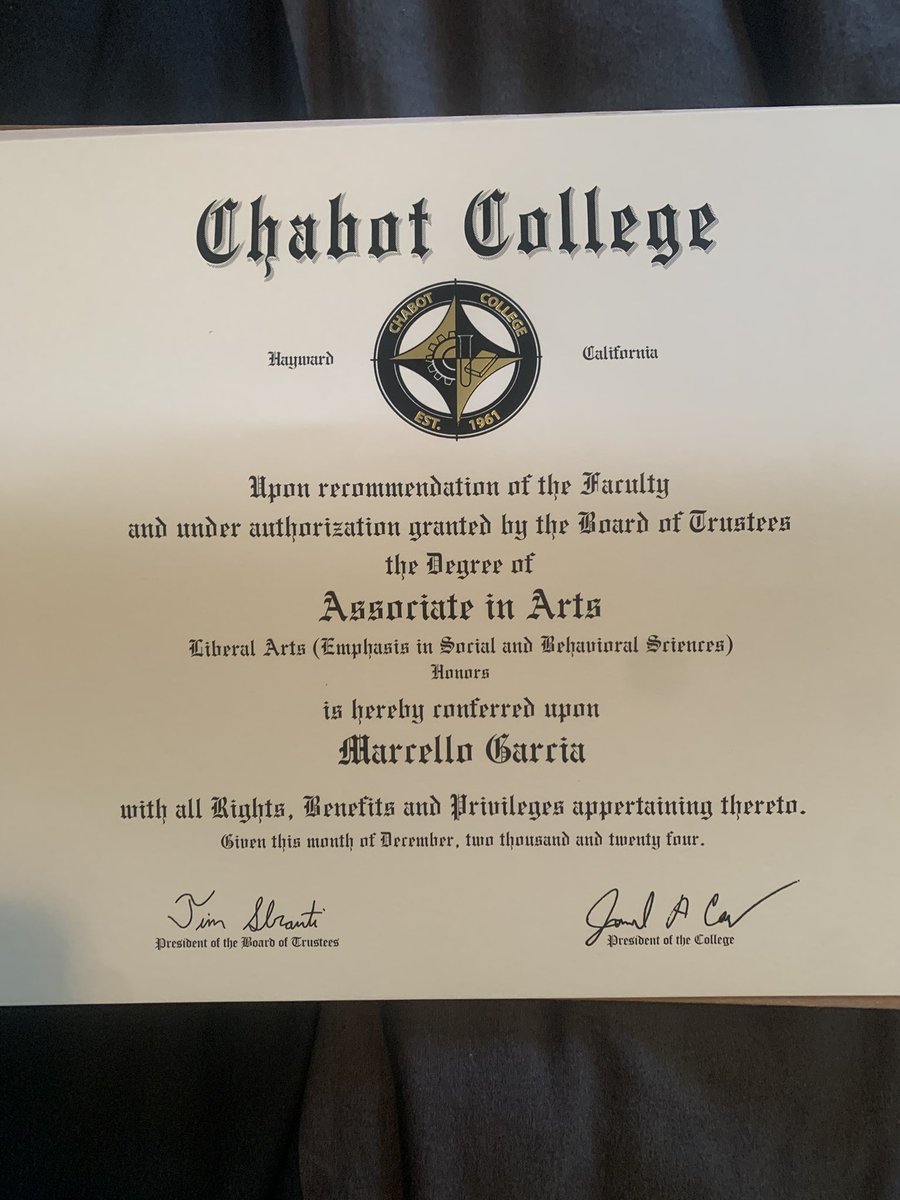 Chabot College
CHABOT COLLEGE
Hayward California
EST. 1961
Upon recommendation of the Faculty
and under authorization granted by the Board of Trustees
the Degree of
Associate in Arts
Liberal Arts (Emphasis in Social and Behavioral Sciences)
Honors
is hereby conferred upon
Marcello Garcia
with all Rights, Benefits and Privileges appertaining thereto.
Given this month of December, two thousand and twenty four.
Tim Sbranti
President of the Board of Trustees
President of the College